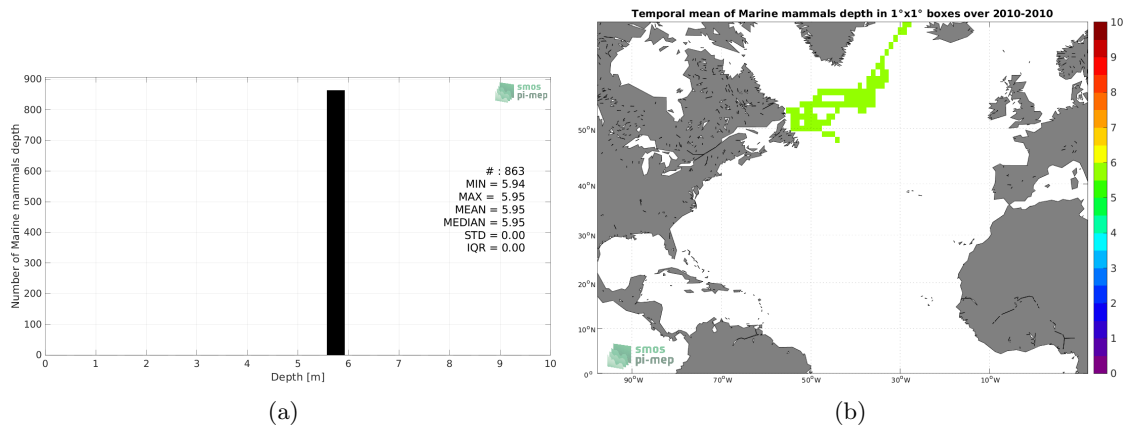 Temporal mean of Marine mammals depth in 1°x1° boxes over 2010-2010
900
800
700
600
500
400
300
200
100
0
Number of Marine mammals depth
smos
pi-mep
# : 863
MIN = 5.94
MAX = 5.95
MEAN = 5.95
MEDIAN = 5.95
STD = 0.00
IQR = 0.00
0 1 2 3 4 5 6 7 8 9 10
Depth [m]
(a)
50°N
40°N
30°N
20°N
10°N
0°
90°W 70°W 50°W 30°W 10°W
smos
pi-mep
10
9
8
7
6
5
4
3
2
1
0
(b)